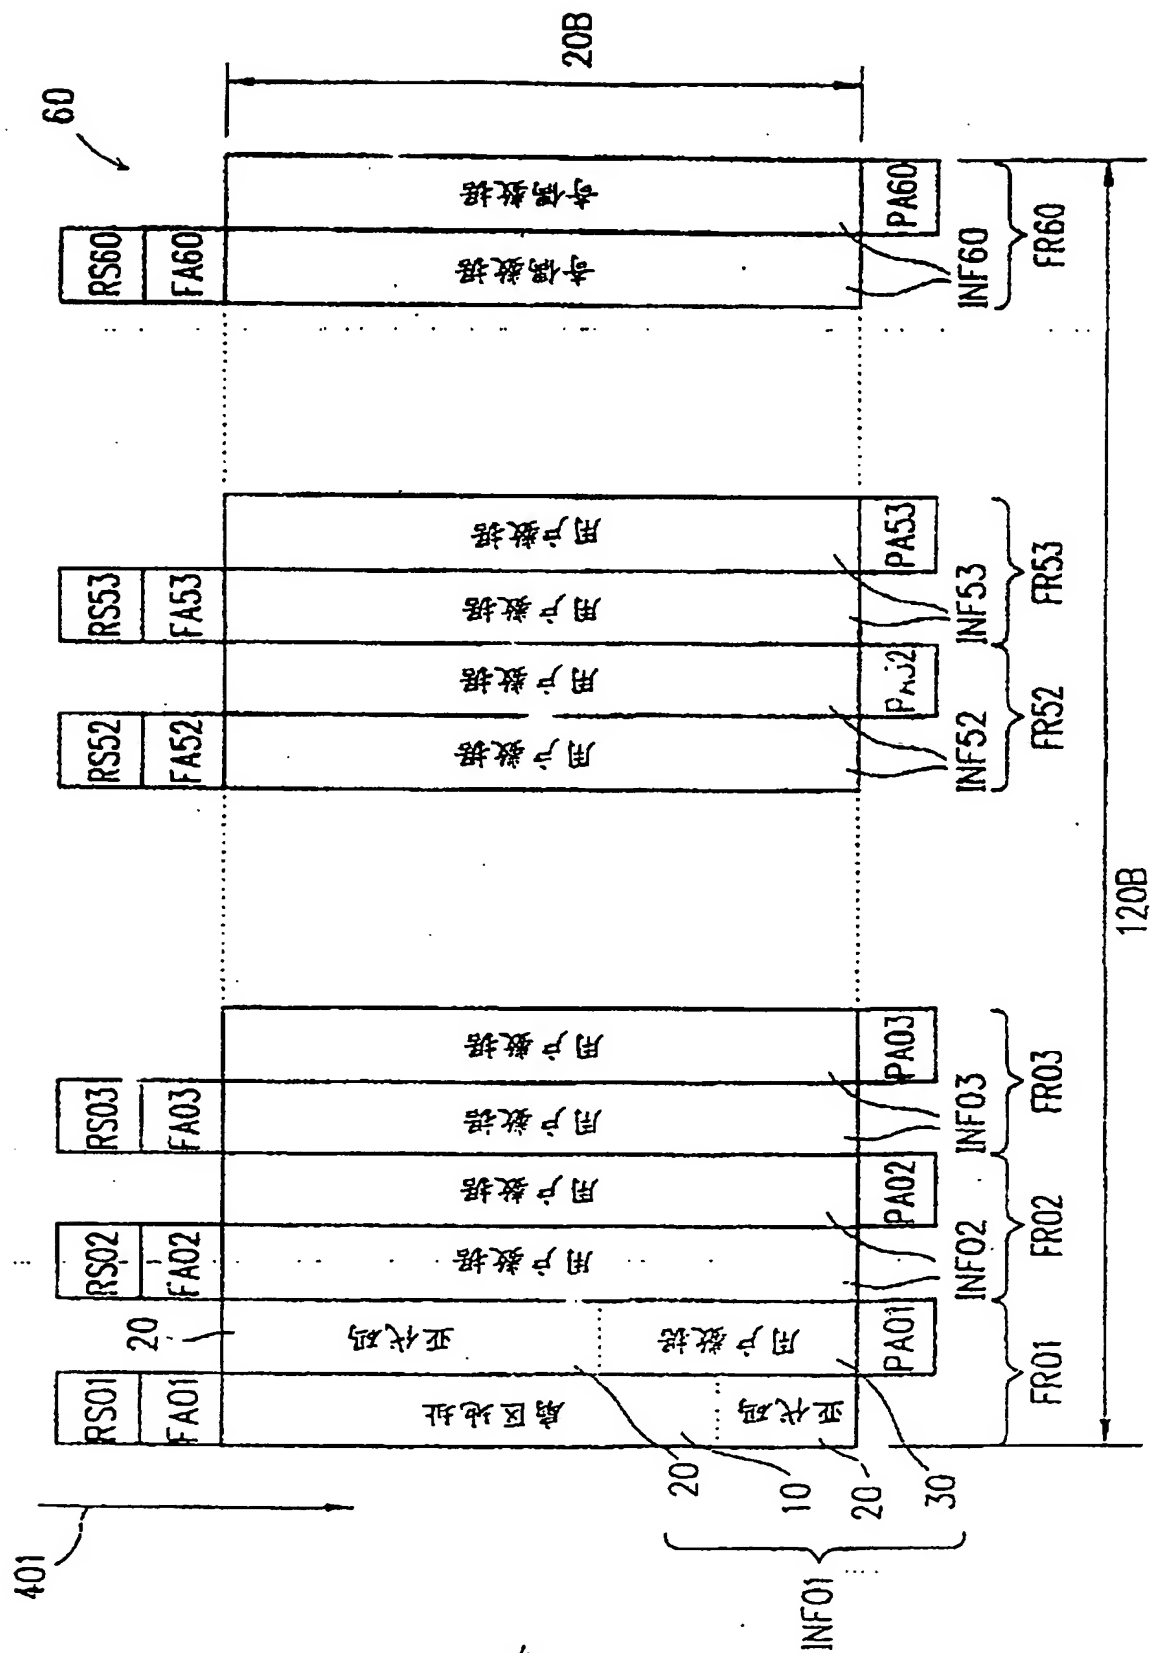 401
60
RS01 RS02 RS03 RS52 RS53 RS60
FA01 FA02 FA03 FA52 FA53 FA60
20
20B
扇区地址
亚代码
亚代码
用户数据
用户数据
用户数据
用户数据
用户数据
用户数据
用户数据
用户数据
用户数据
奇偶数据
奇偶数据
20
10
20
30
INF01
PA01 PA02 PA03 PA53 PA60
INF02 INF03 INF52 INF53 INF60
FR01 FR02 FR03 FR52 FR53 FR60
120B